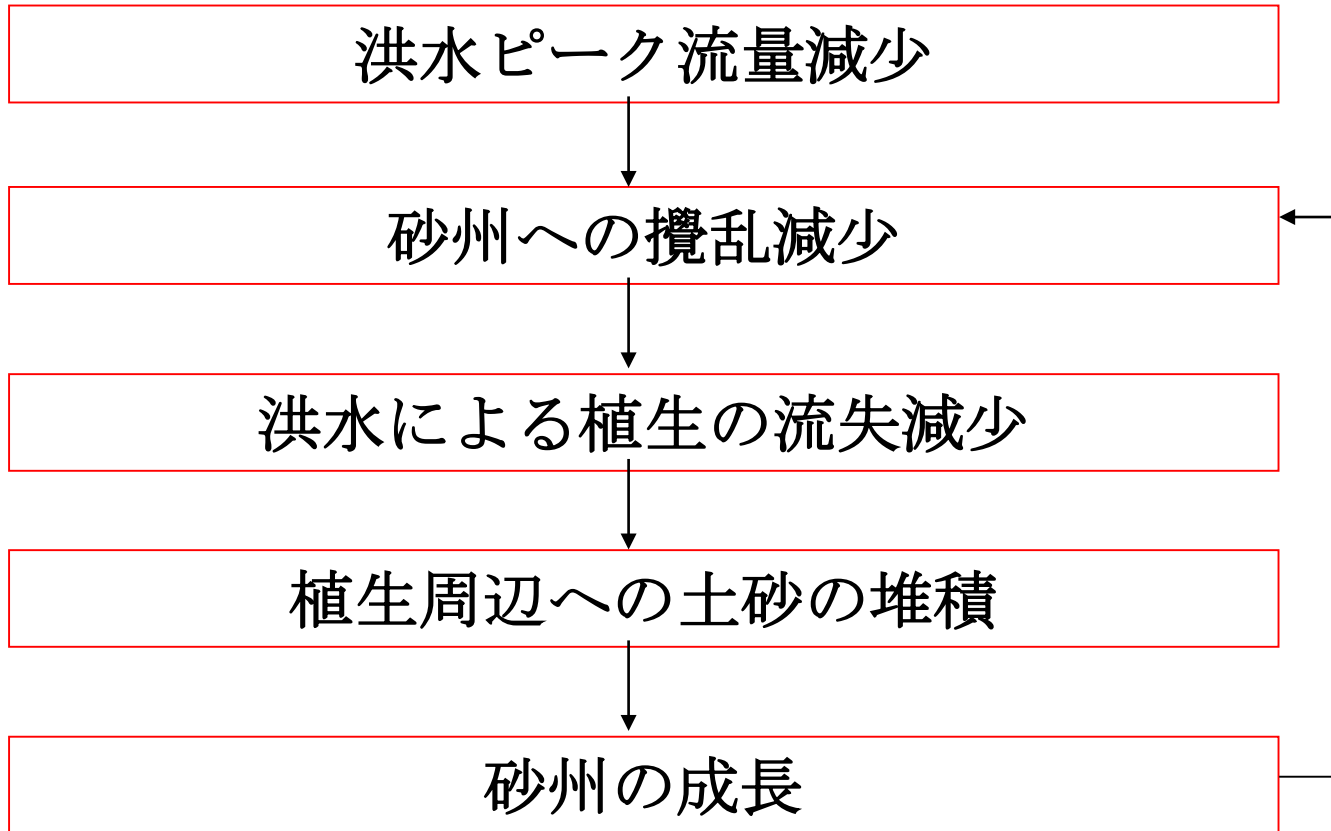 洪水ピーク流量減少
砂州への攪乱減少
洪水による植生の流失減少
植生周辺への土砂の堆積
砂州の成長